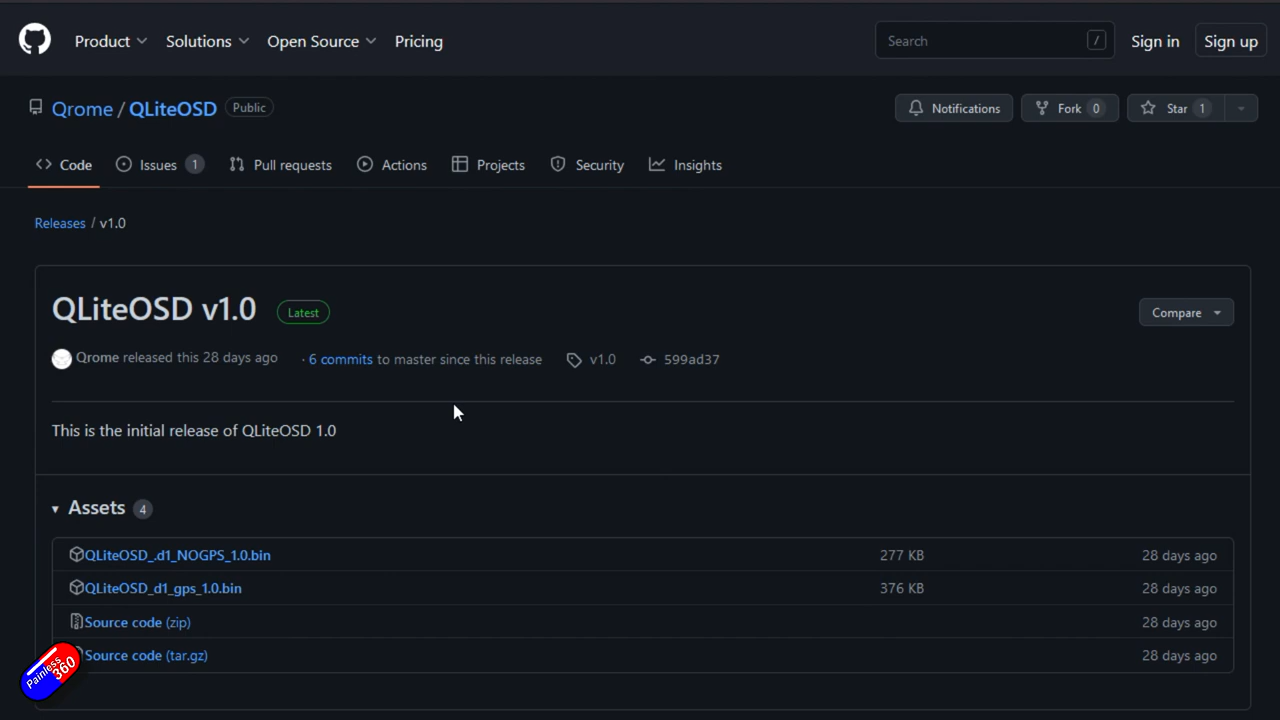 Product Solutions Open Source Pricing Search / Sign in Sign up
Qrome / QLiteOSD Public Notifications Fork 0 Star 1
Code Issues 1 Pull requests Actions Projects Security Insights
Releases / v1.0
QLiteOSD v1.0 Latest Compare
Qrome released this 28 days ago · 6 commits to master since this release v1.0 599ad37
This is the initial release of QLiteOSD 1.0
Assets 4
QLiteOSD_.d1_NOGPS_1.0.bin 277 KB 28 days ago
QLiteOSD_d1_gps_1.0.bin 376 KB 28 days ago
Source code (zip) 28 days ago
Source code (tar.gz) 28 days ago
Painless
360